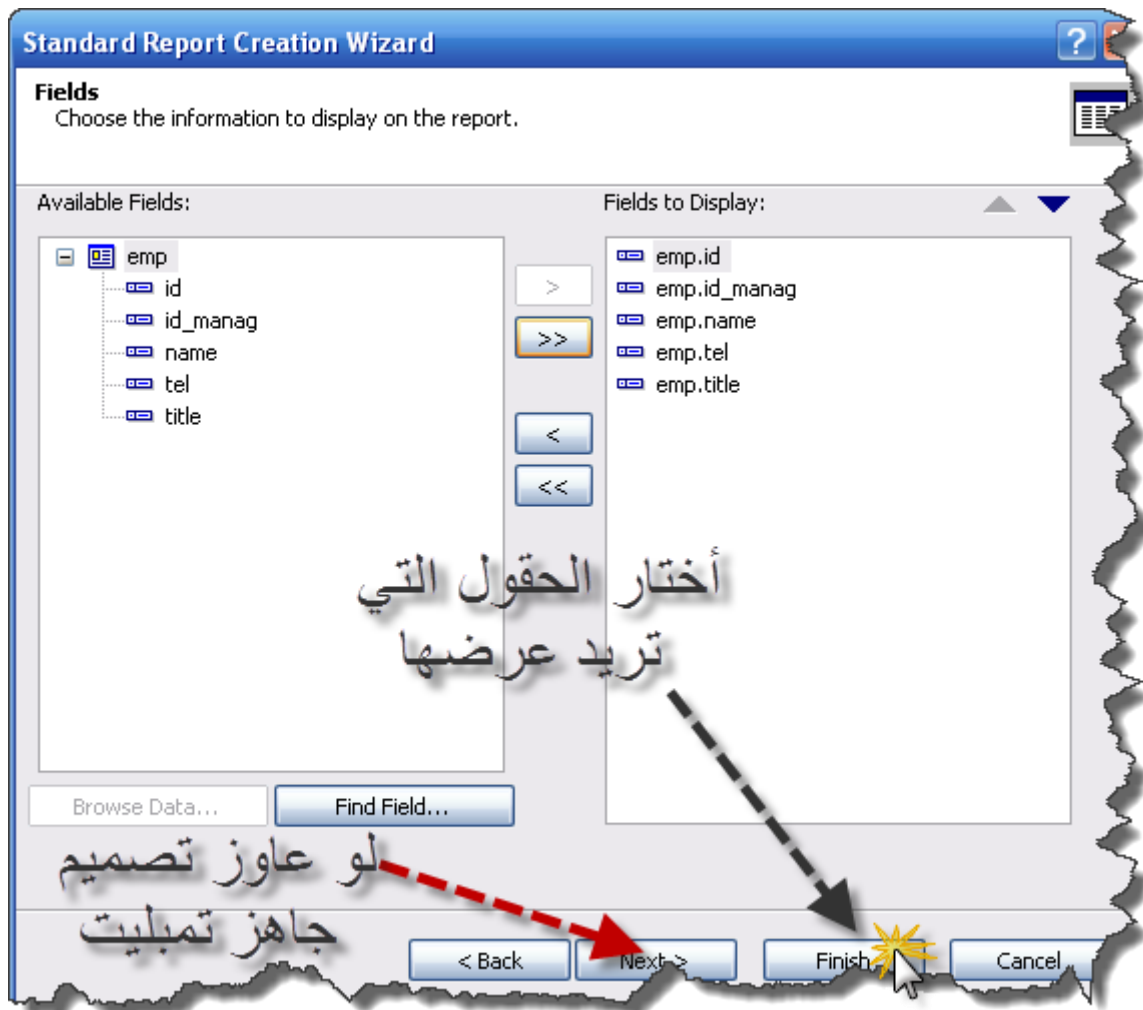 Standard Report Creation Wizard
?
Fields
Choose the information to display on the report.
Available Fields:
Fields to Display:
emp
id
id_manag
name
tel
title
>
>>
<
<<
emp.id
emp.id_manag
emp.name
emp.tel
emp.title
أختار الحقول التي
تريد عرضها
Browse Data...
Find Field...
لو عاوز تصميم
جاهز تمبليت
< Back
Next >
Finish
Cancel